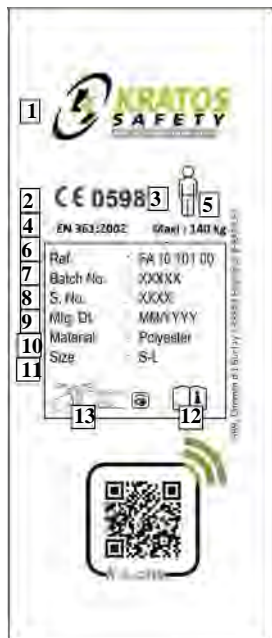 KRATOS
SAFETY
1
2 CE 0598 3 5
4 EN 361:2002 Maxi : 140 kg
6 Ref. : FA 10 101 00
7 Batch No. : XXXXX
8 S. No. : XXXX
9 Mfg. Dt. : MM/YYYY
10 Material : Polyester
11 Size : S-L
13 12